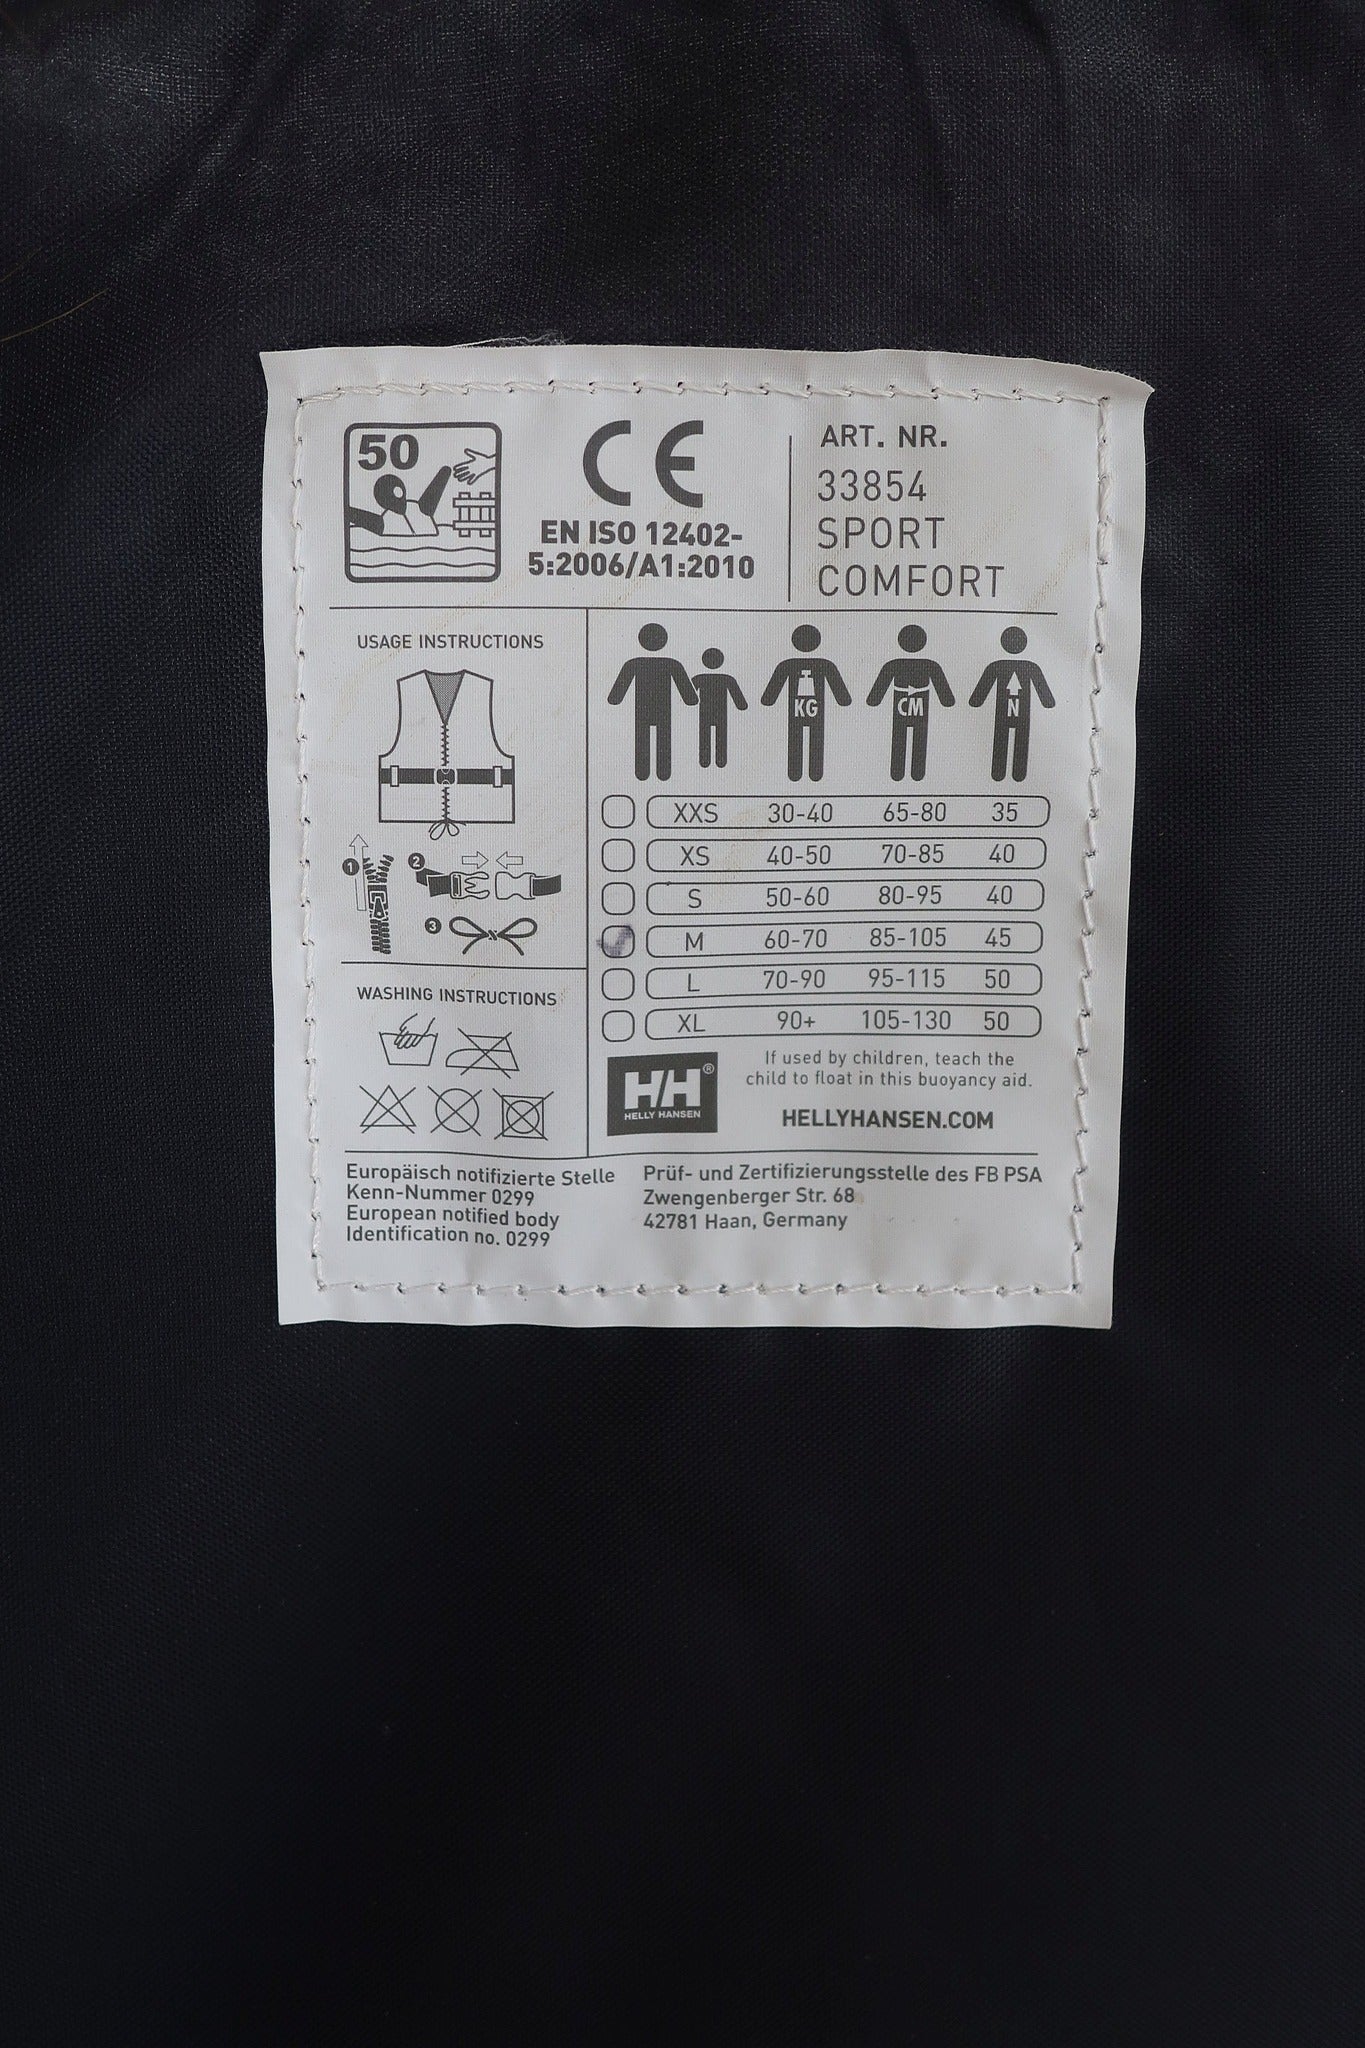 50
CE
EN ISO 12402-
5:2006/A1:2010
ART. NR.
33854
SPORT
COMFORT
USAGE INSTRUCTIONS
1
2
3
KG
CM
N
XXS 30-40 65-80 35
XS 40-50 70-85 40
S 50-60 80-95 40
M 60-70 85-105 45
L 70-90 95-115 50
XL 90+ 105-130 50
WASHING INSTRUCTIONS
H/H®
HELLY HANSEN
If used by children, teach the
child to float in this buoyancy aid.
HELLYHANSEN.COM
Europäisch notifizierte Stelle
Kenn-Nummer 0299
European notified body
Identification no. 0299
Prüf- und Zertifizierungsstelle des FB PSA
Zwengenberger Str. 68
42781 Haan, Germany